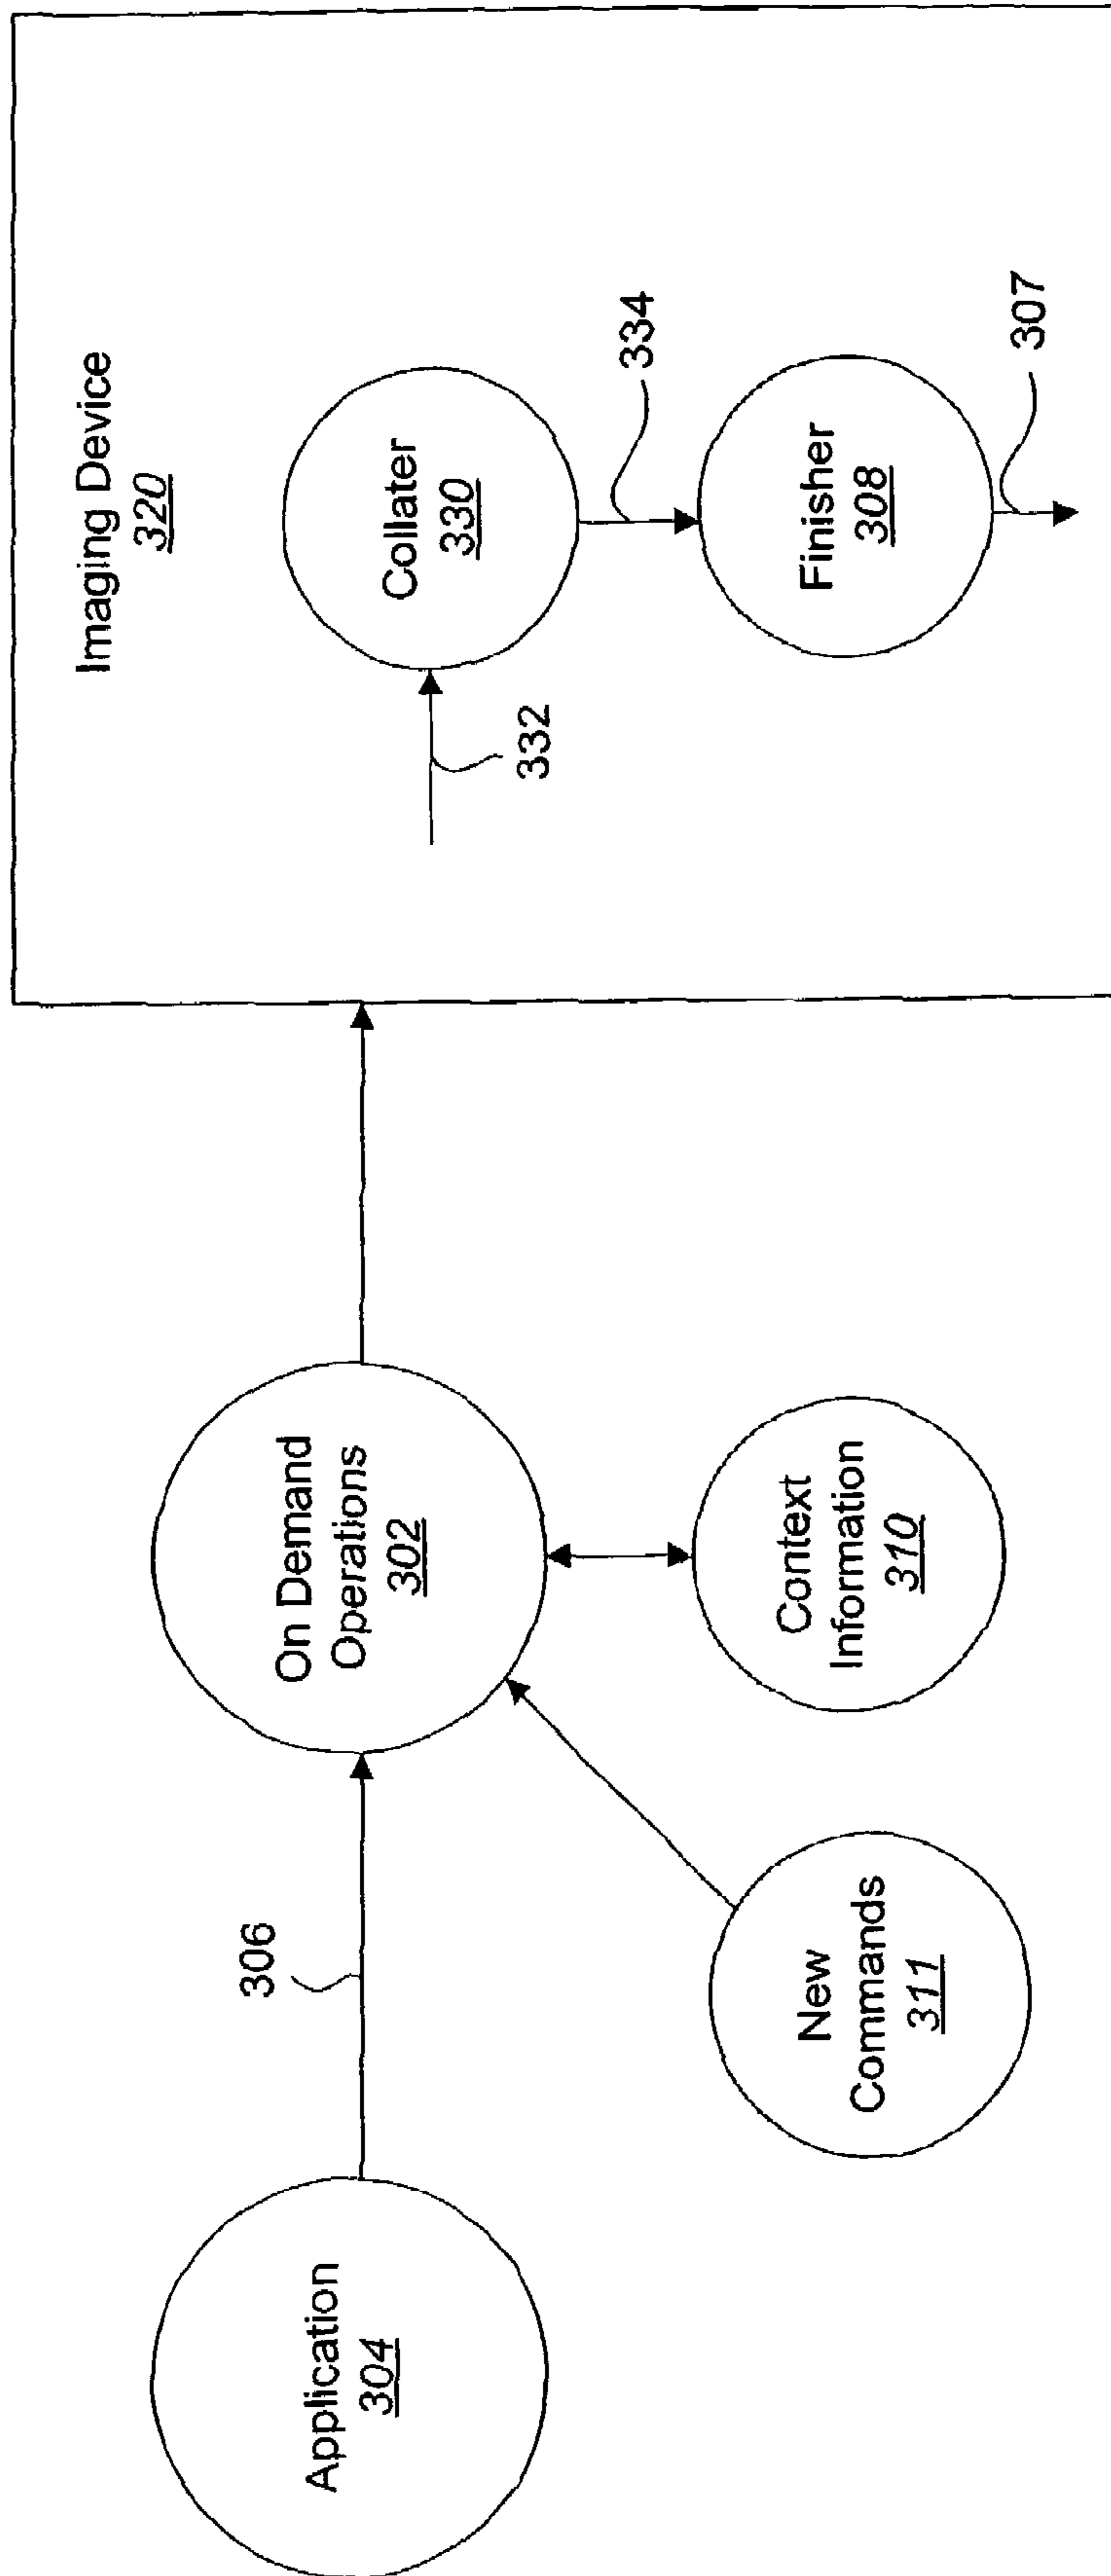 Imaging Device
320
Collater
330
332
334
Finisher
308
307
On Demand
Operations
302
306
Application
304
Context
Information
310
New
Commands
311